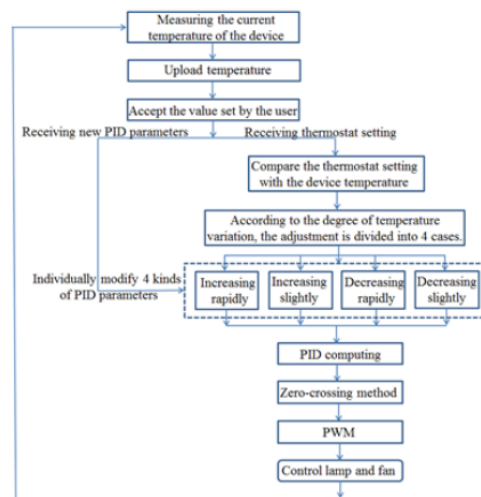 Measuring the current
temperature of the device
Upload temperature
Accept the value set by the user
Receiving new PID parameters
Receiving thermostat setting
Compare the thermostat setting
with the device temperature
According to the degree of temperature
variation, the adjustment is divided into 4 cases.
Individually modify 4 kinds
of PID parameters
Increasing
rapidly
Increasing
slightly
Decreasing
rapidly
Decreasing
slightly
PID computing
Zero-crossing method
PWM
Control lamp and fan